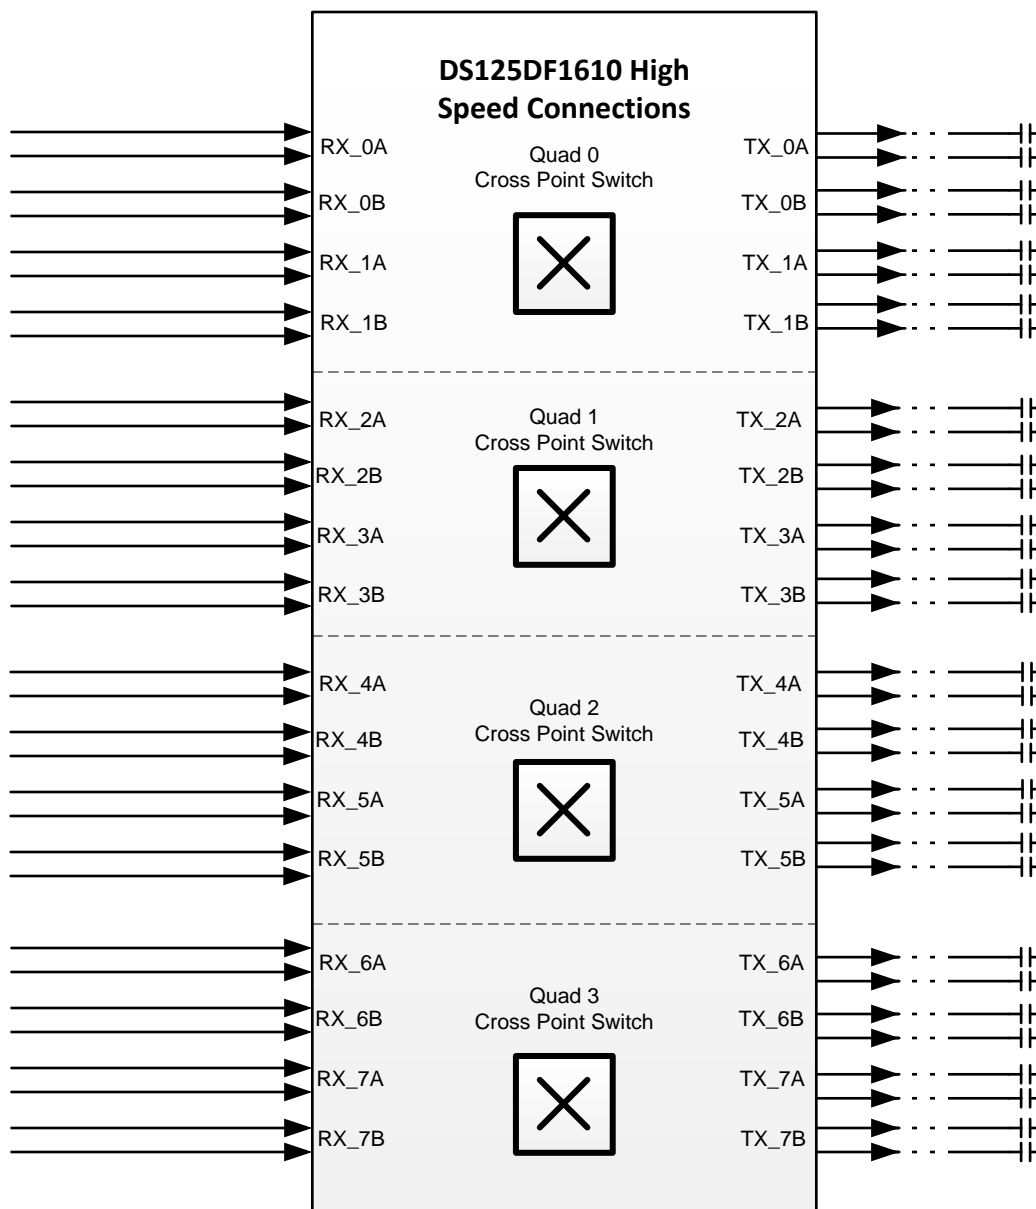 DS125DF1610 High
Speed Connections
RX_0A
Quad 0
TX_0A
Cross Point Switch
RX_0B
TX_0B
RX_1A
TX_1A
RX_1B
TX_1B
RX_2A
Quad 1
TX_2A
Cross Point Switch
RX_2B
TX_2B
RX_3A
TX_3A
RX_3B
TX_3B
RX_4A
TX_4A
Quad 2
Cross Point Switch
RX_4B
TX_4B
RX_5A
TX_5A
RX_5B
TX_5B
RX_6A
TX_6A
Quad 3
Cross Point Switch
RX_6B
TX_6B
RX_7A
TX_7A
RX_7B
TX_7B